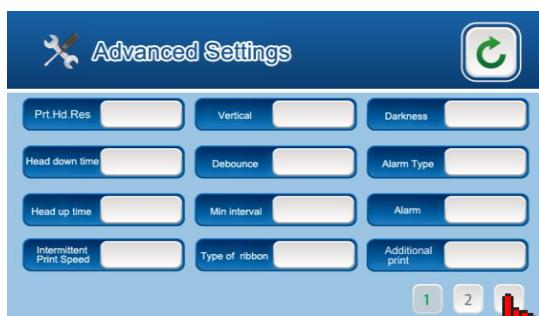 Advanced Settings
Prt.Hd.Res
Vertical
Darkness
Head down time
Debounce
Alarm Type
Head up time
Min interval
Alarm
Intermittent
Print Speed
Type of ribbon
Additional
print
1 2